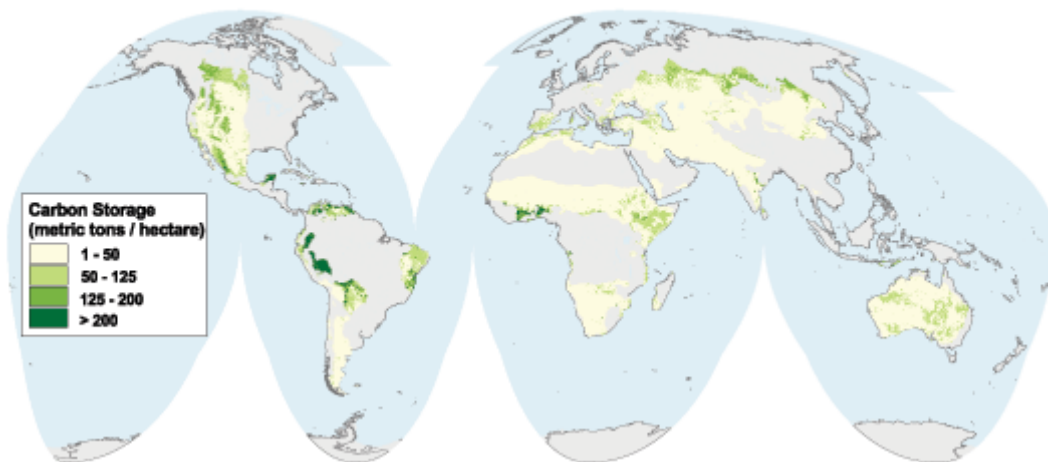 Carbon Storage
(metric tons / hectare)
1 - 50
50 - 125
125 - 200
> 200